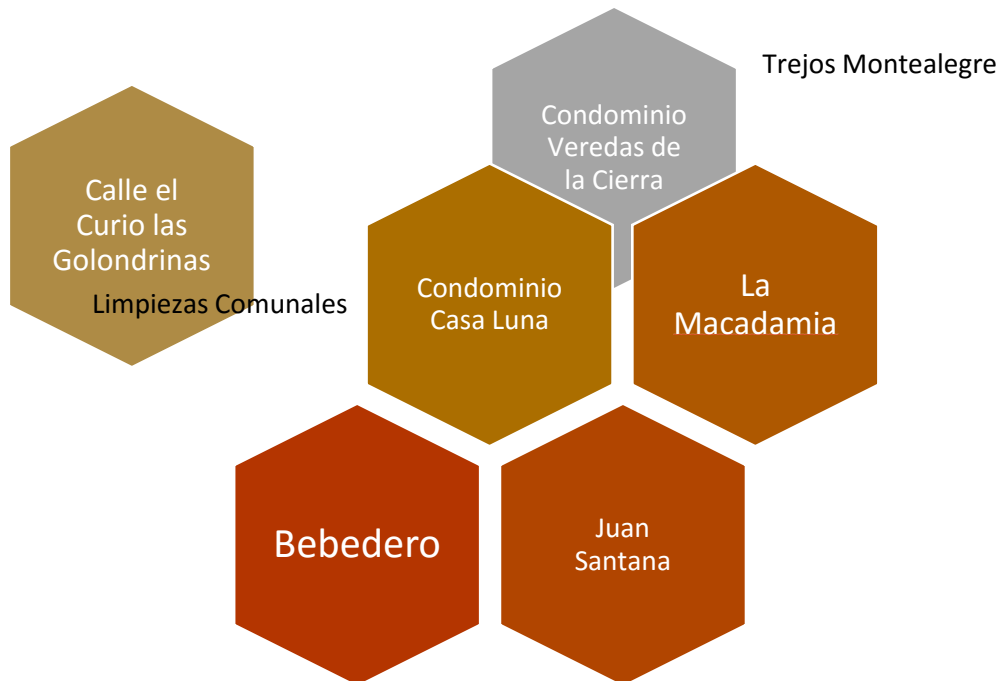 Trejos Montealegre
Condominio
Veredas de
la Cierra
Calle el
Curio las
Golondrinas
Limpiezas Comunales
Condominio
Casa Luna
La
Macadamia
Bebedero
Juan
Santana